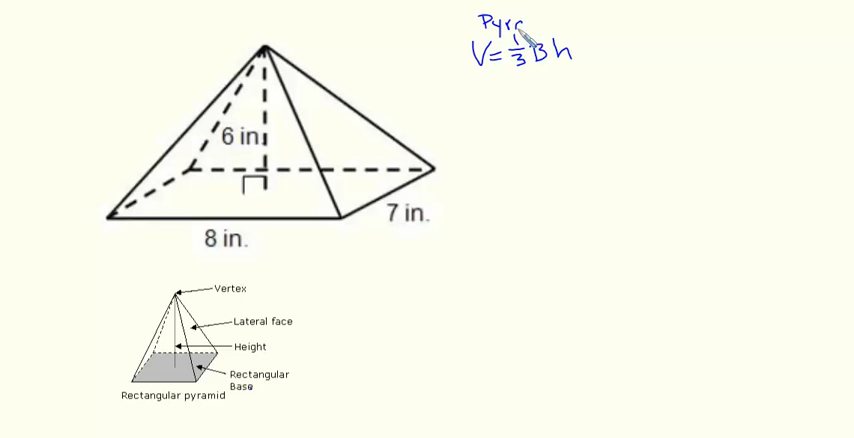 Pyr
V = 1/3 B h
6 in.
7 in.
8 in.
Vertex
Lateral face
Height
Rectangular
Base
Rectangular pyramid